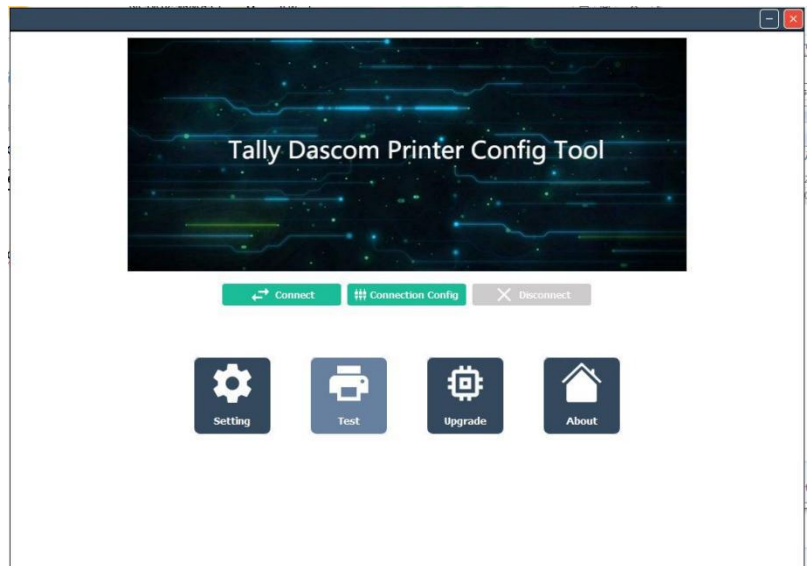 Tally Dascom Printer Config Tool
Connect
Connection Config
Disconnect
Setting
Test
Upgrade
About